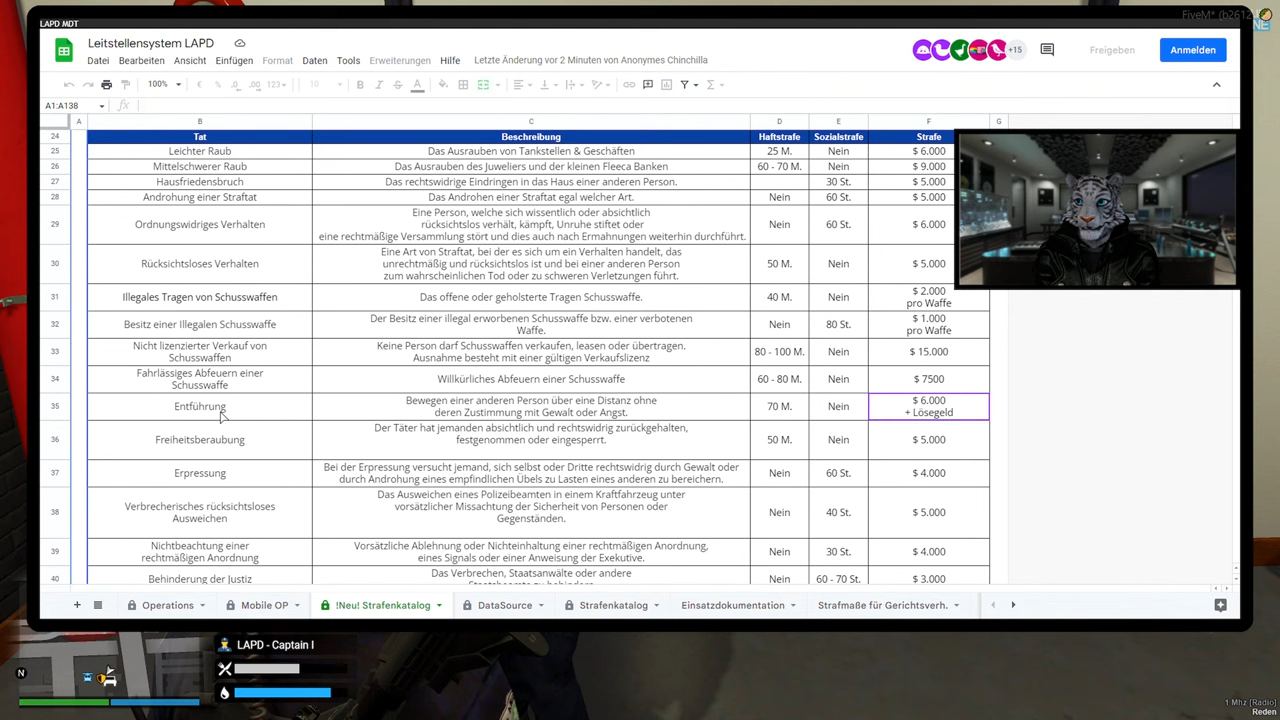 LAPD MDT
FiveM* (b2612
Leitstellensystem LAPD
+15
Freigeben
Anmelden
Datei Bearbeiten Ansicht Einfügen Format Daten Tools Erweiterungen Hilfe Letzte Änderung vor 2 Minuten von Anonymes Chinchilla
100% € % .0 .00 123 10 B I S A
A1:A138 fx
A B C D E F G
24 Tat Beschreibung Haftstrafe Sozialstrafe Strafe
25 Leichter Raub Das Ausrauben von Tankstellen & Geschäften 25 M. Nein $ 6.000
26 Mittelschwerer Raub Das Ausrauben des Juweliers und der kleinen Fleeca Banken 60 - 70 M. Nein $ 9.000
27 Hausfriedensbruch Das rechtswidrige Eindringen in das Haus einer anderen Person. 30 St. $ 5.000
28 Androhung einer Straftat Das Androhen einer Straftat egal welcher Art. Nein 60 St. $ 5.000
Eine Person, welche sich wissentlich oder absichtlich
29 Ordnungswidriges Verhalten rücksichtslos verhält, kämpft, Unruhe stiftet oder Nein 60 St. $ 6.000
eine rechtmäßige Versammlung stört und dies auch nach Ermahnungen weiterhin durchführt.
Eine Art von Straftat, bei der es sich um ein Verhalten handelt, das
30 Rücksichtsloses Verhalten unrechtmäßig und rücksichtslos ist und bei einer anderen Person 50 M. Nein $ 5.000
zum wahrscheinlichen Tod oder zu schweren Verletzungen führt.
31 Illegales Tragen von Schusswaffen Das offene oder geholsterte Tragen Schusswaffe. 40 M. Nein $ 2.000
pro Waffe
32 Besitz einer Illegalen Schusswaffe Der Besitz einer illegal erworbenen Schusswaffe bzw. einer verbotenen Nein 80 St. $ 1.000
Waffe. pro Waffe
33 Nicht lizenzierter Verkauf von Keine Person darf Schusswaffen verkaufen, leasen oder übertragen. 80 - 100 M. Nein $ 15.000
Schusswaffen Ausnahme besteht mit einer gültigen Verkaufslizenz
34 Fahrlässiges Abfeuern einer Willkürliches Abfeuern einer Schusswaffe 60 - 80 M. Nein $ 7500
Schusswaffe
35 Entführung Bewegen einer anderen Person über eine Distanz ohne 70 M. Nein $ 6.000
deren Zustimmung mit Gewalt oder Angst. + Lösegeld
36 Freiheitsberaubung Der Täter hat jemanden absichtlich und rechtswidrig zurückgehalten, 50 M. Nein $ 5.000
festgenommen oder eingesperrt.
37 Erpressung Bei der Erpressung versucht jemand, sich selbst oder Dritte rechtswidrig durch Gewalt oder Nein 60 St. $ 4.000
durch Androhung eines empfindlichen Übels zu Lasten eines anderen zu bereichern.
Das Ausweichen eines Polizeibeamten in einem Kraftfahrzeug unter
38 Verbrecherisches rücksichtsloses vorsätzlicher Missachtung der Sicherheit von Personen oder Nein 40 St. $ 5.000
Ausweichen Gegenständen.
39 Nichtbeachtung einer Vorsätzliche Ablehnung oder Nichteinhaltung einer rechtmäßigen Anordnung, Nein 30 St. $ 4.000
rechtmäßigen Anordnung eines Signals oder einer Anweisung der Exekutive.
40 Behinderung der Justiz Das Verbrechen, Staatsanwälte oder andere Nein 60 - 70 St. $ 3.000
+ Operations Mobile OP !Neu! Strafenkatalog DataSource Strafenkatalog Einsatzdokumentation Strafmaße für Gerichtsverh.
LAPD - Captain I
N
1 Mhz [Radio]
Reden